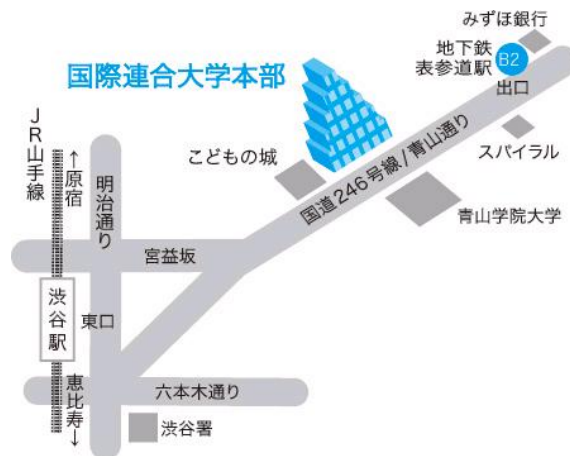 みずほ銀行
地下鉄
表参道駅
B2
出口
国際連合大学本部
スパイラル
こどもの城
国道246号線/青山通り
青山学院大学
JR山手線
↑原宿
明治通り
宮益坂
渋谷駅
東口
恵比寿↓
六本木通り
渋谷署